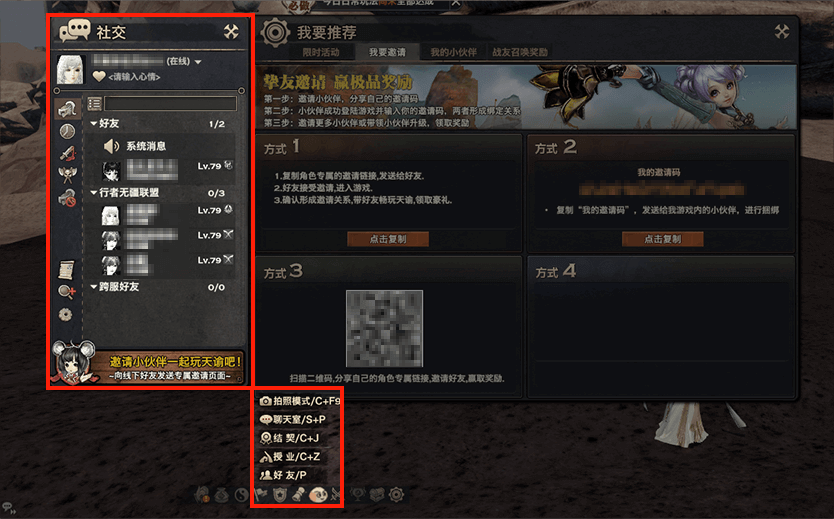 今日日常玩法尚未全部达成
社交
(在线)
<请输入心情>
好友 1/2
系统消息
Lv.79
行者无疆联盟 0/3
Lv.79
Lv.79
Lv.79
跨服好友 0/0
邀请小伙伴一起玩天谕吧!
-向线下好友发送专属邀请页面-
我要推荐
限时活动 我要邀请 我的小伙伴 战友召唤奖励
挚友邀请 赢极品奖励
第一步：邀请小伙伴，分享自己的邀请码
第二步：小伙伴成功登陆游戏并输入你的邀请码，两者形成绑定关系
第三步：邀请更多小伙伴或带领小伙伴升级，领取奖励
方式 1
1.复制角色专属的邀请链接,发送给好友.
2.好友接受邀请,进入游戏.
3.确认形成邀请关系,带好友畅玩天谕,领取豪礼.
点击复制
方式 2
我的邀请码
· 复制“我的邀请码”，发送给我游戏内的小伙伴，进行捆绑
点击复制
方式 3
扫描二维码,分享自己的角色专属链接,邀请好友,赢取奖励.
方式 4
拍照模式/C+F9
聊天室/S+P
结 契/C+J
授 业/C+Z
好 友/P